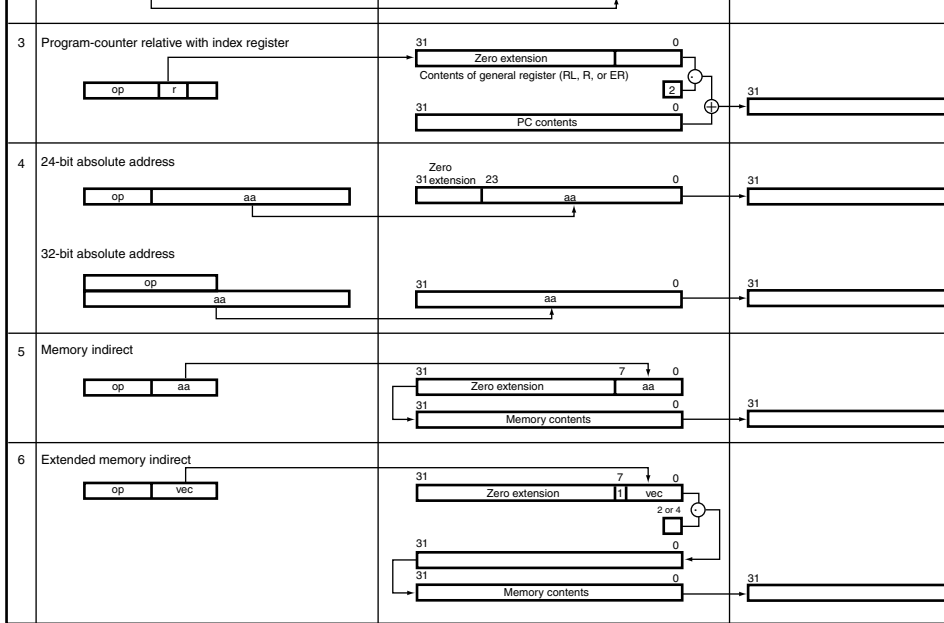 3 Program-counter relative with index register
31 0
Zero extension
Contents of general register (RL, R, or ER)
op r
2
31 0
PC contents
31
4 24-bit absolute address
Zero
31 extension 23 0
op aa
aa
31
32-bit absolute address
op
aa
31 0
aa
31
5 Memory indirect
31 7 0
op aa
Zero extension aa
31 0
Memory contents
31
6 Extended memory indirect
31 7 0
op vec
Zero extension 1 vec
2 or 4
31 0
31 0
Memory contents
31